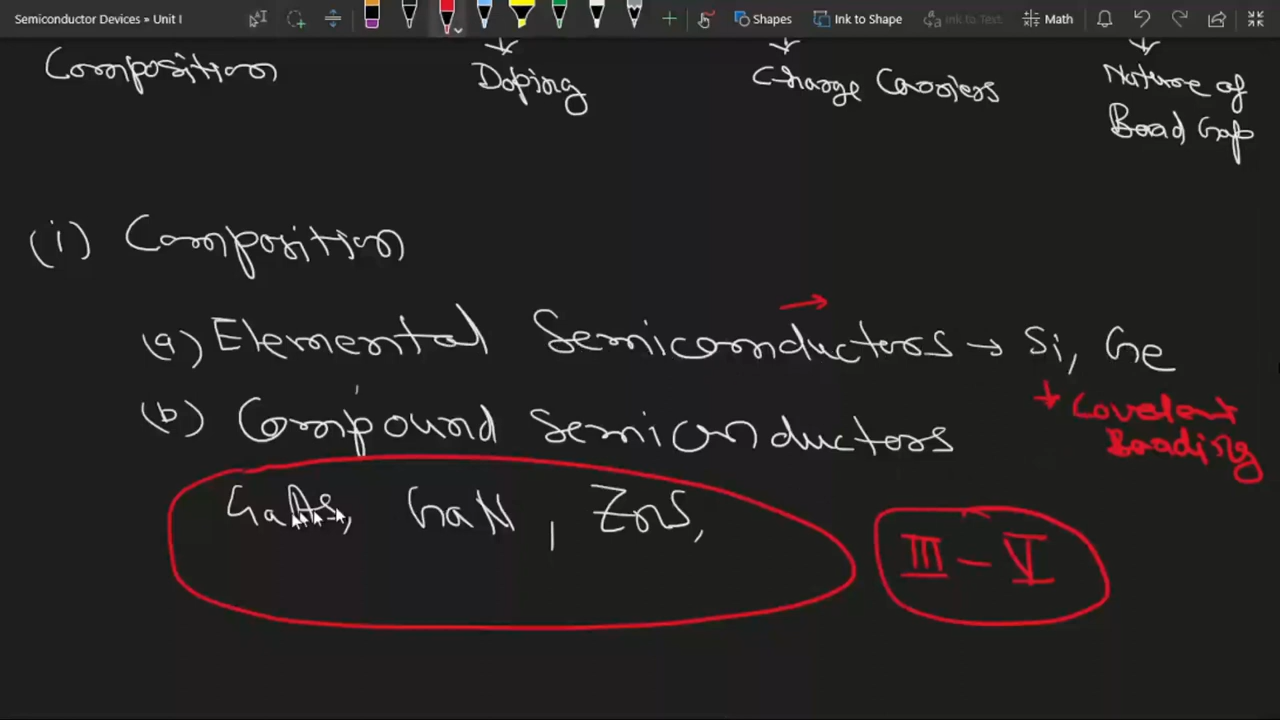 Semiconductor Devices » Unit I
Shapes Ink to Shape Ink to Text Math
Composition Doping Charge Carriers Nature of
Band Gap
(i) Composition
(a) Elemental Semiconductors → Si, Ge
(b) Compound Semiconductors
Covalent
Bonding
GaAs, GaN, ZnS,
III - V